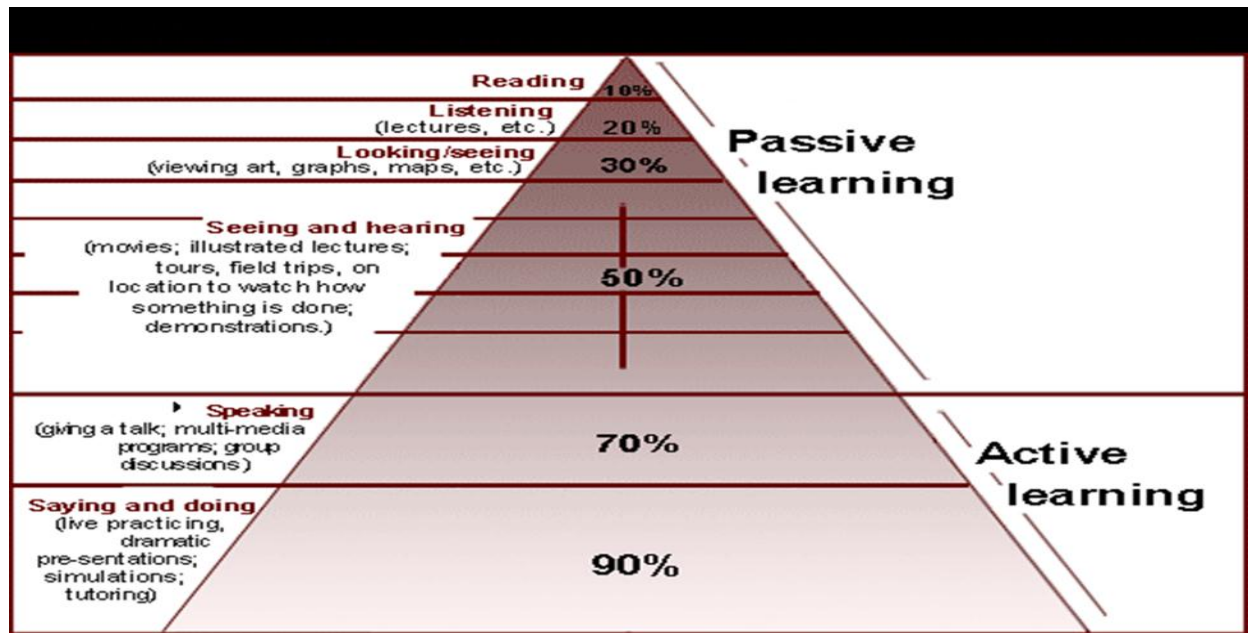 Reading
10%
Listening
(lectures, etc.)
20%
Looking/seeing
(viewing art, graphs, maps, etc.)
30%
Passive
learning
Seeing and hearing
(movies; illustrated lectures;
tours, field trips, on
location to watch how
something is done;
demonstrations.)
50%
Speaking
(giving a talk; multi-media
programs; group
discussions)
70%
Active
learning
Saying and doing
(live practicing,
dramatic
pre-sentations;
simulations;
tutoring)
90%